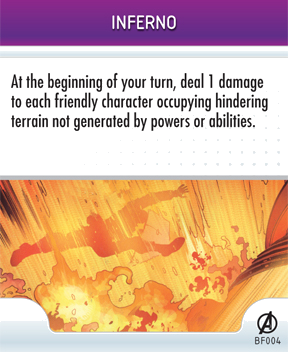 INFERNO
At the beginning of your turn, deal 1 damage
to each friendly character occupying hindering
terrain not generated by powers or abilities.
BF004